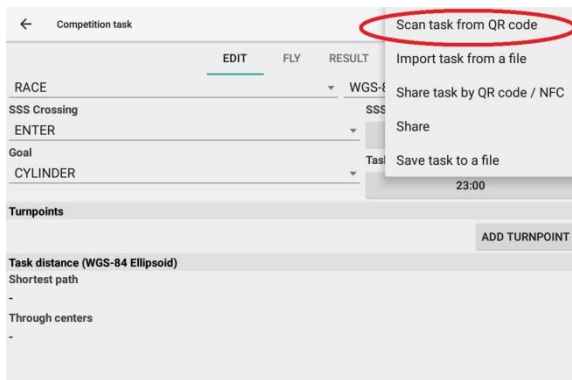 Competition task
Scan task from QR code
EDIT FLY RESULT
Import task from a file
RACE
Share task by QR code / NFC
SSS Crossing
ENTER
Share
Goal
CYLINDER
Save task to a file
23:00
Turnpoints
ADD TURNPOINT
Task distance (WGS-84 Ellipsoid)
Shortest path
-
Through centers
-